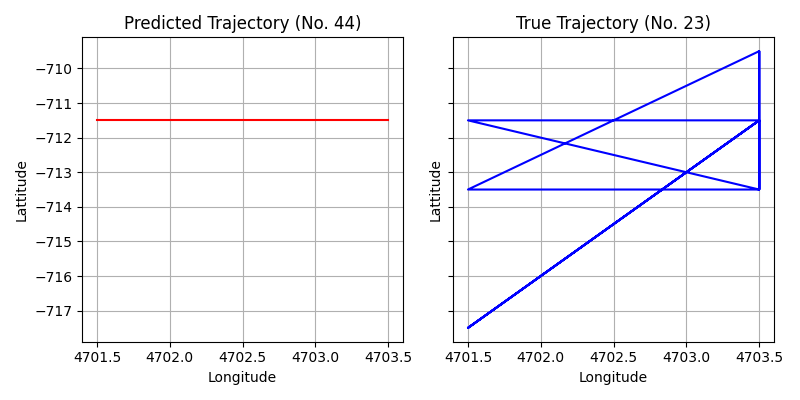 Predicted Trajectory (No. 44)
True Trajectory (No. 23)
Lattitude
−710
−711
−712
−713
−714
−715
−716
−717
4701.5 4702.0 4702.5 4703.0 4703.5
Longitude
Lattitude
4701.5 4702.0 4702.5 4703.0 4703.5
Longitude